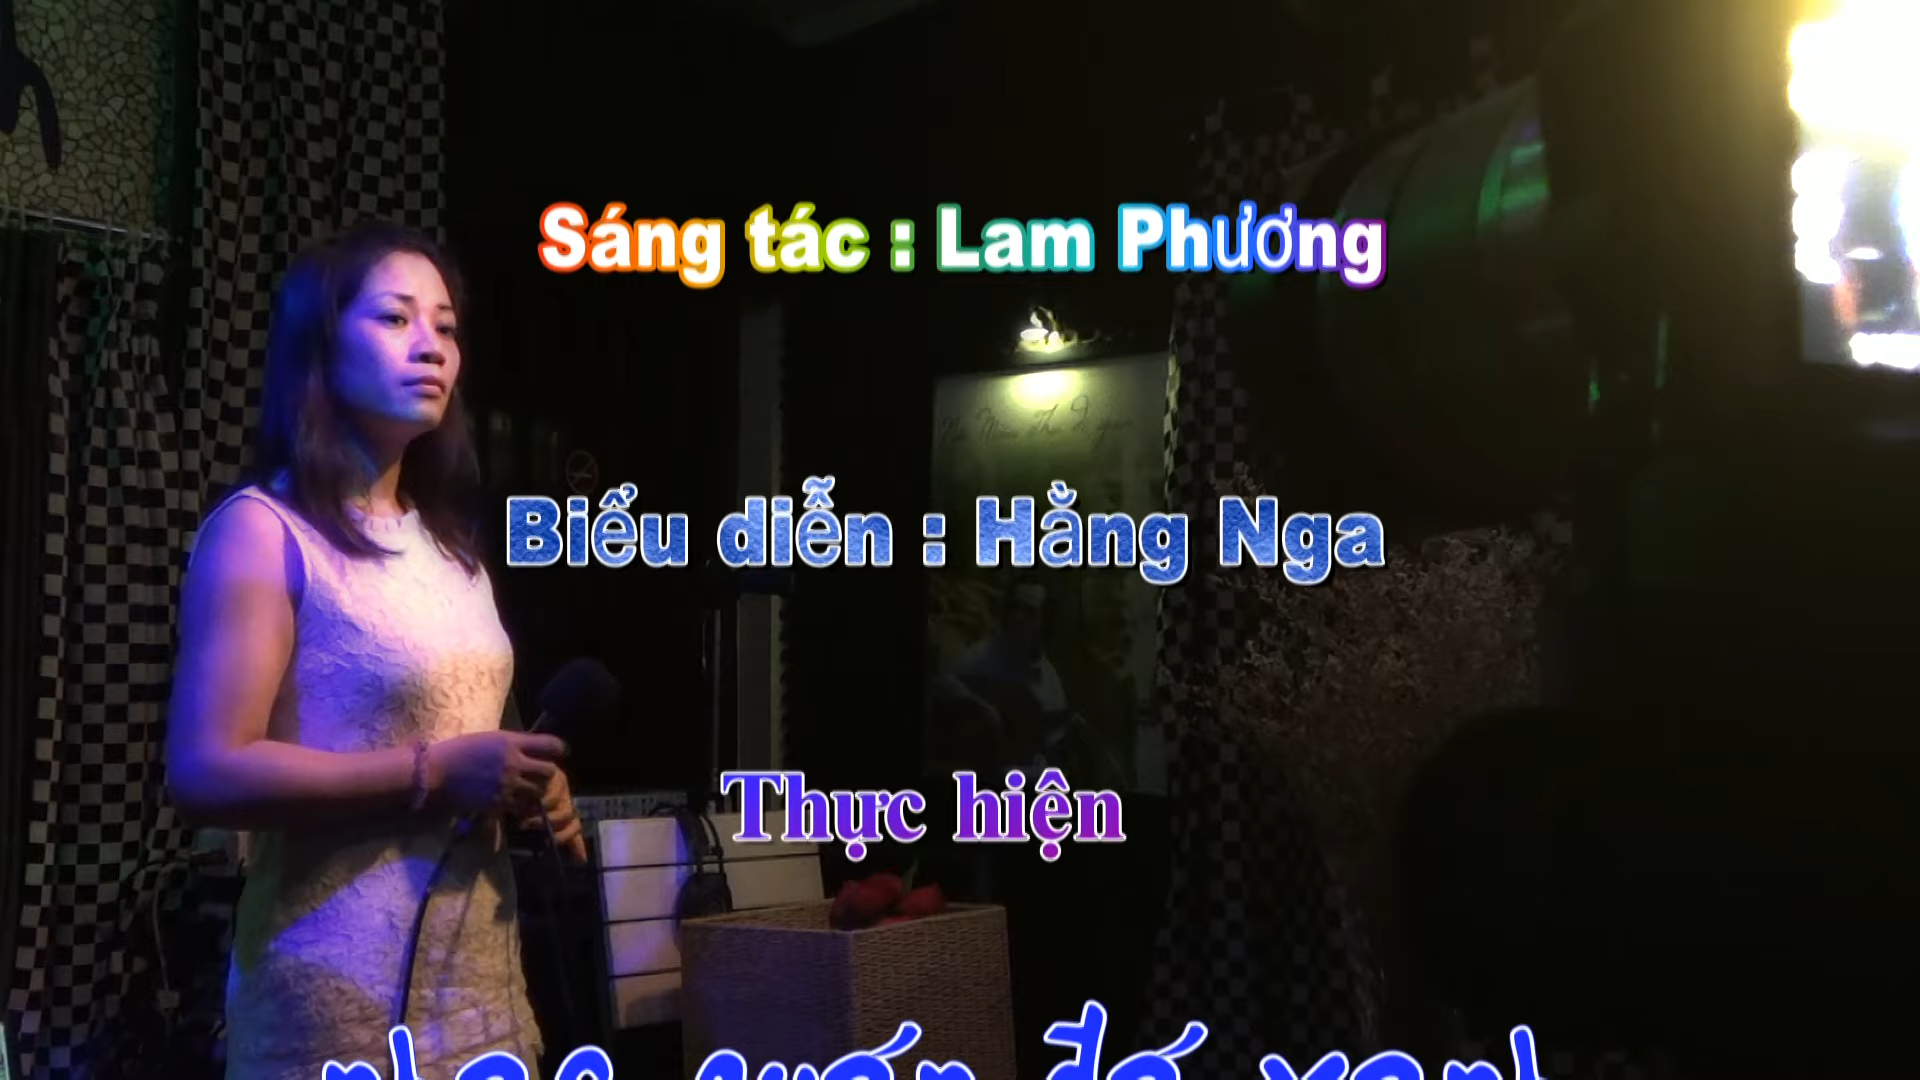 Sáng tác : Lam Phương
Biểu diễn : Hằng Nga
Thực hiện